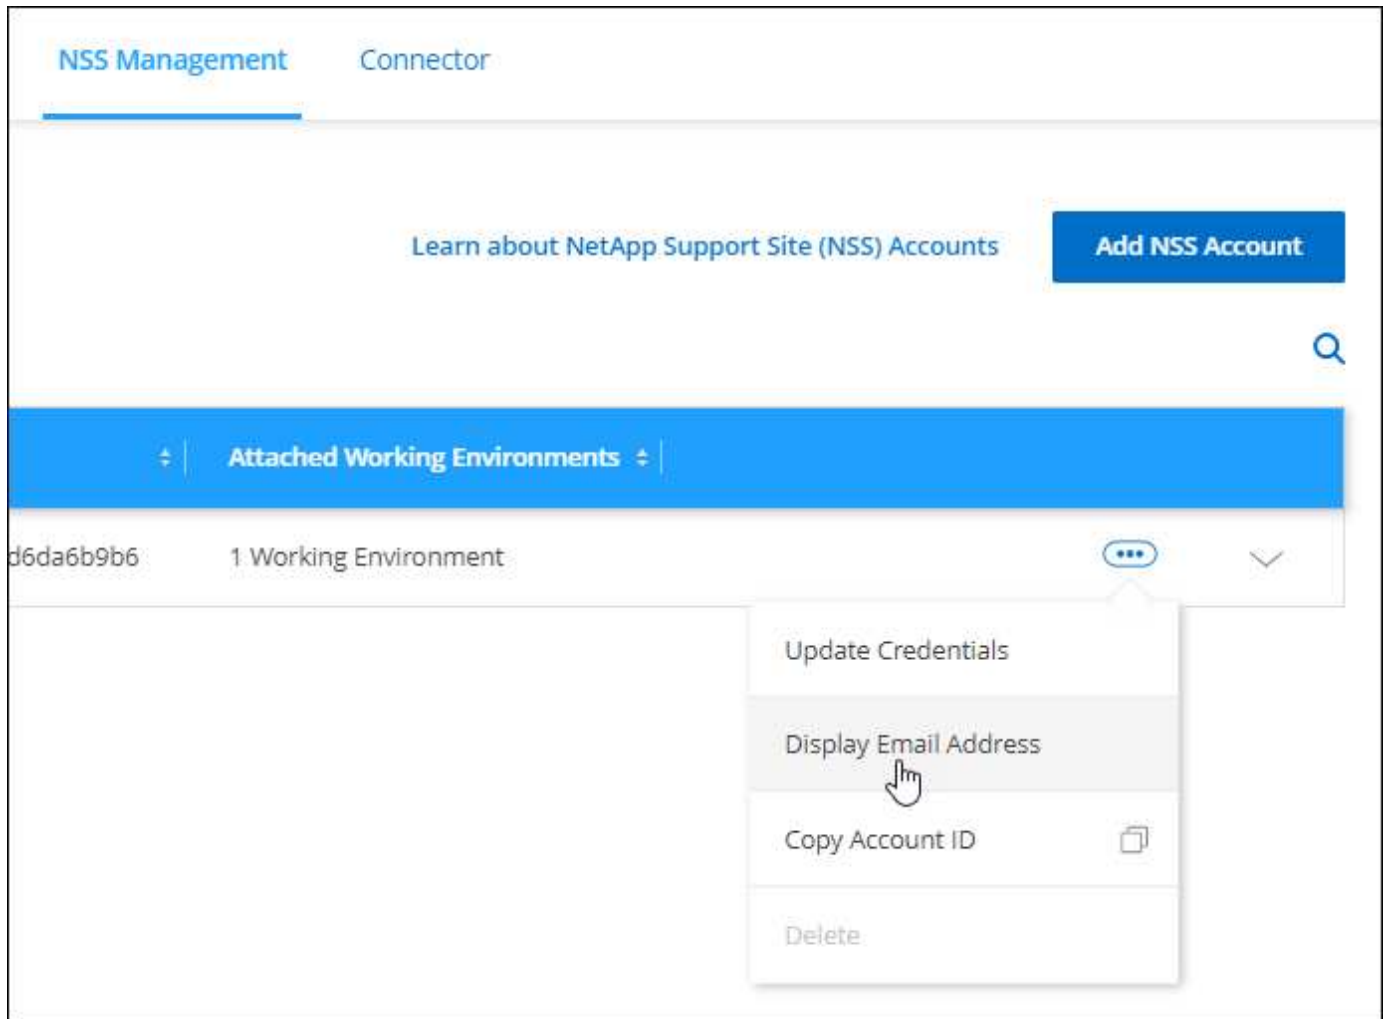 NSS Management Connector
Learn about NetApp Support Site (NSS) Accounts Add NSS Account
Attached Working Environments
d6da6b9b6 1 Working Environment
Update Credentials
Display Email Address
Copy Account ID
Delete